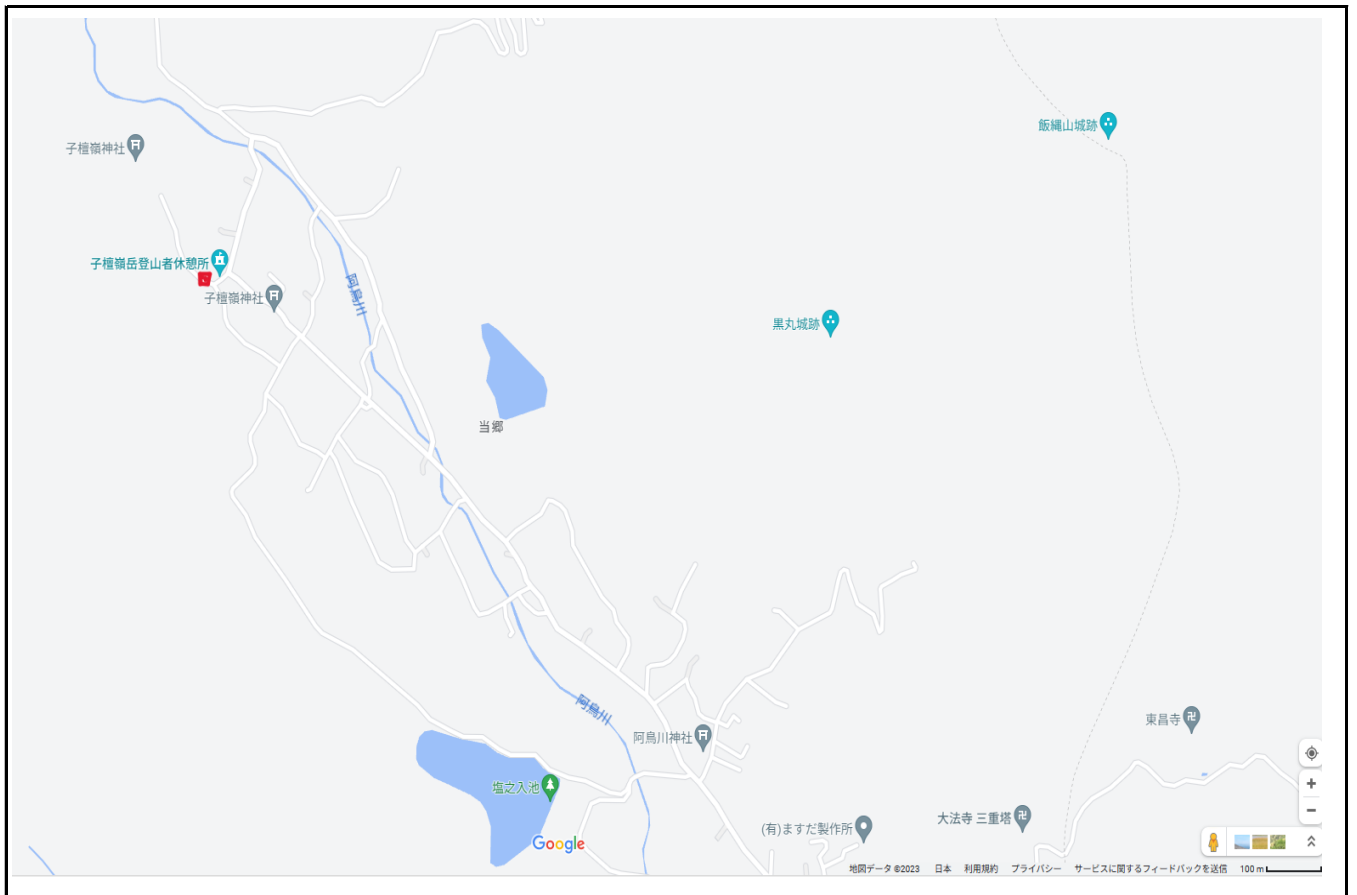 飯縄山城跡
子檀嶺神社
子檀嶺岳登山者休憩所
子檀嶺神社
阿鳥川
黒丸城跡
当郷
阿鳥川
東昌寺
阿鳥川神社
塩之入池
大法寺 三重塔
(有)ますだ製作所
Google
地図データ ©2023 日本 利用規約 プライバシー サービスに関するフィードバックを送信 100 m